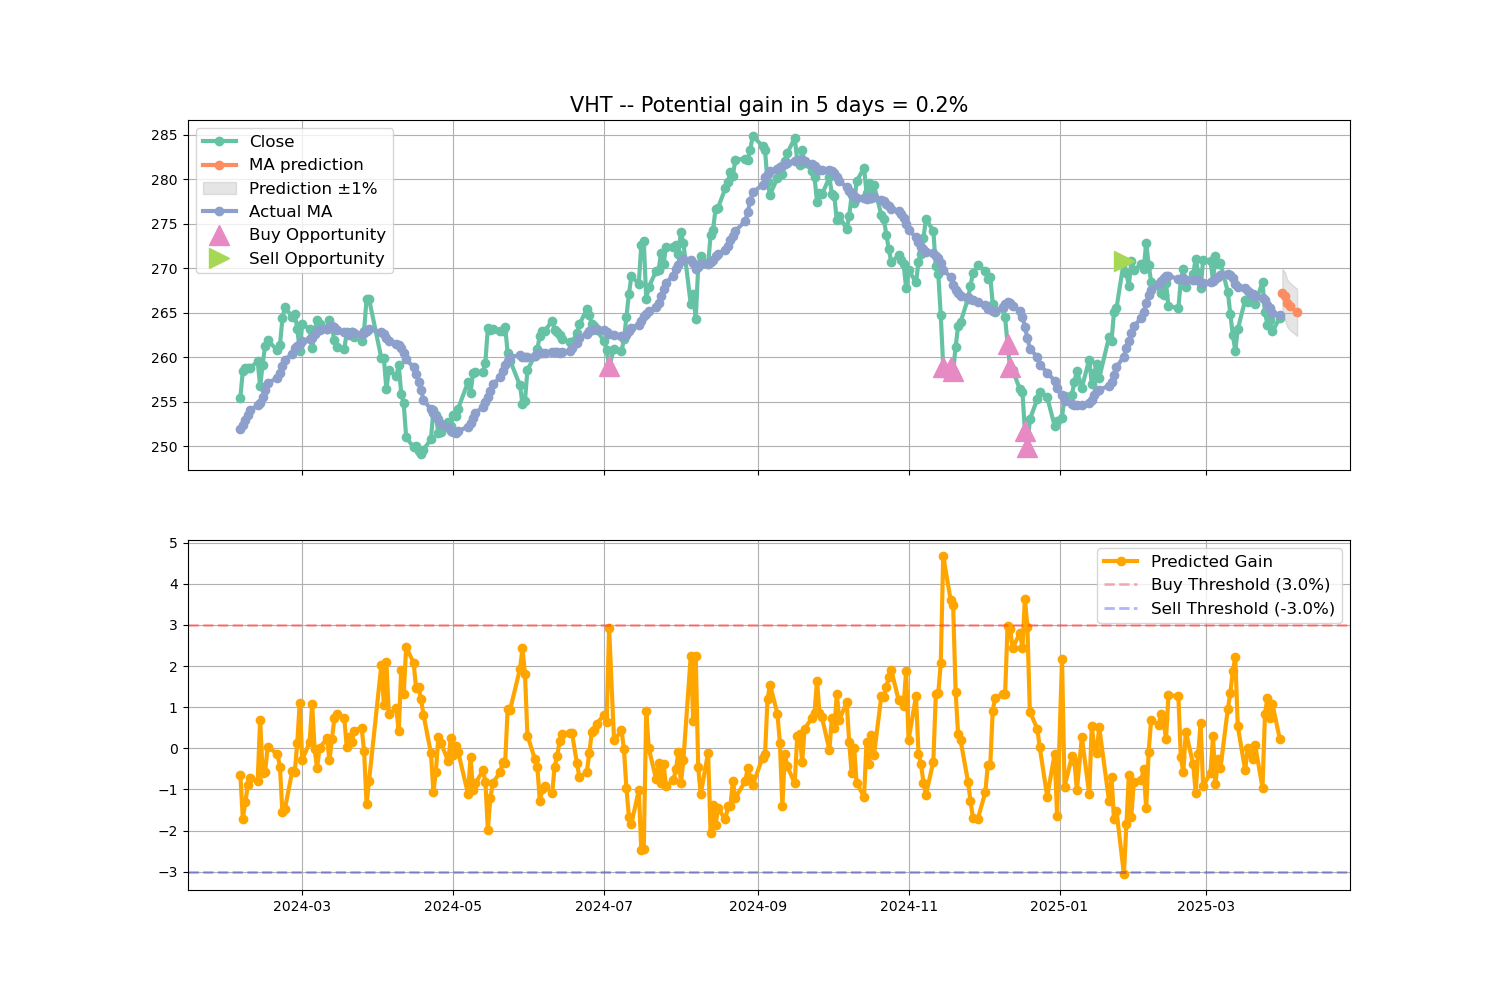 VHT -- Potential gain in 5 days = 0.2%
285
280
275
270
265
260
255
250
Close
MA prediction
Prediction ±1%
Actual MA
Buy Opportunity
Sell Opportunity
5
4
3
2
1
0
−1
−2
−3
Predicted Gain
Buy Threshold (3.0%)
Sell Threshold (-3.0%)
2024-03
2024-05
2024-07
2024-09
2024-11
2025-01
2025-03